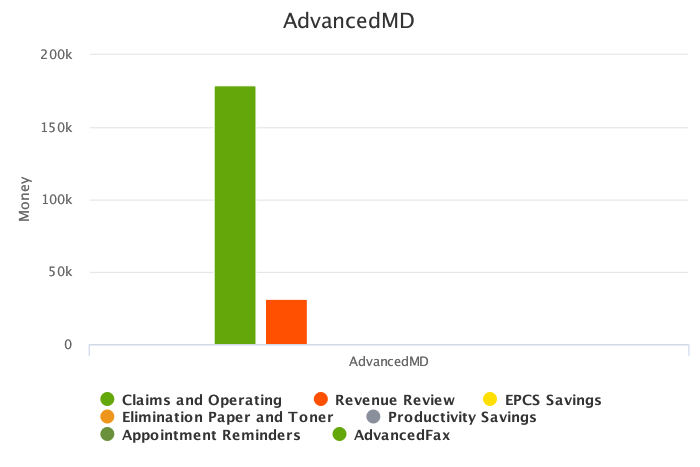 AdvancedMD
200k
150k
100k
50k
0
Money
AdvancedMD
Claims and Operating Revenue Review EPCS Savings
Elimination Paper and Toner Productivity Savings
Appointment Reminders AdvancedFax